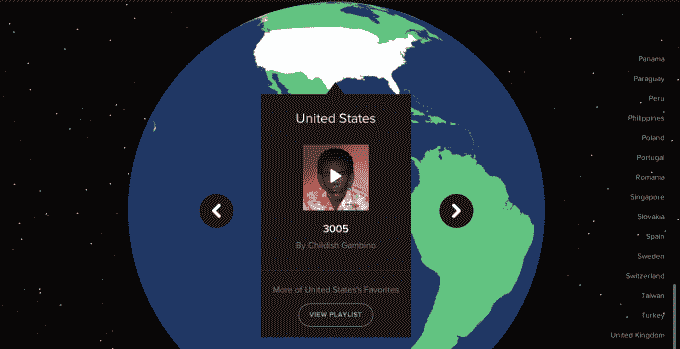 United States
3005
By Childish Gambino
More of United States's Favorites
VIEW PLAYLIST
Panama
Paraguay
Peru
Philippines
Poland
Portugal
Romania
Singapore
Slovakia
Spain
Sweden
Switzerland
Taiwan
Turkey
United Kingdom